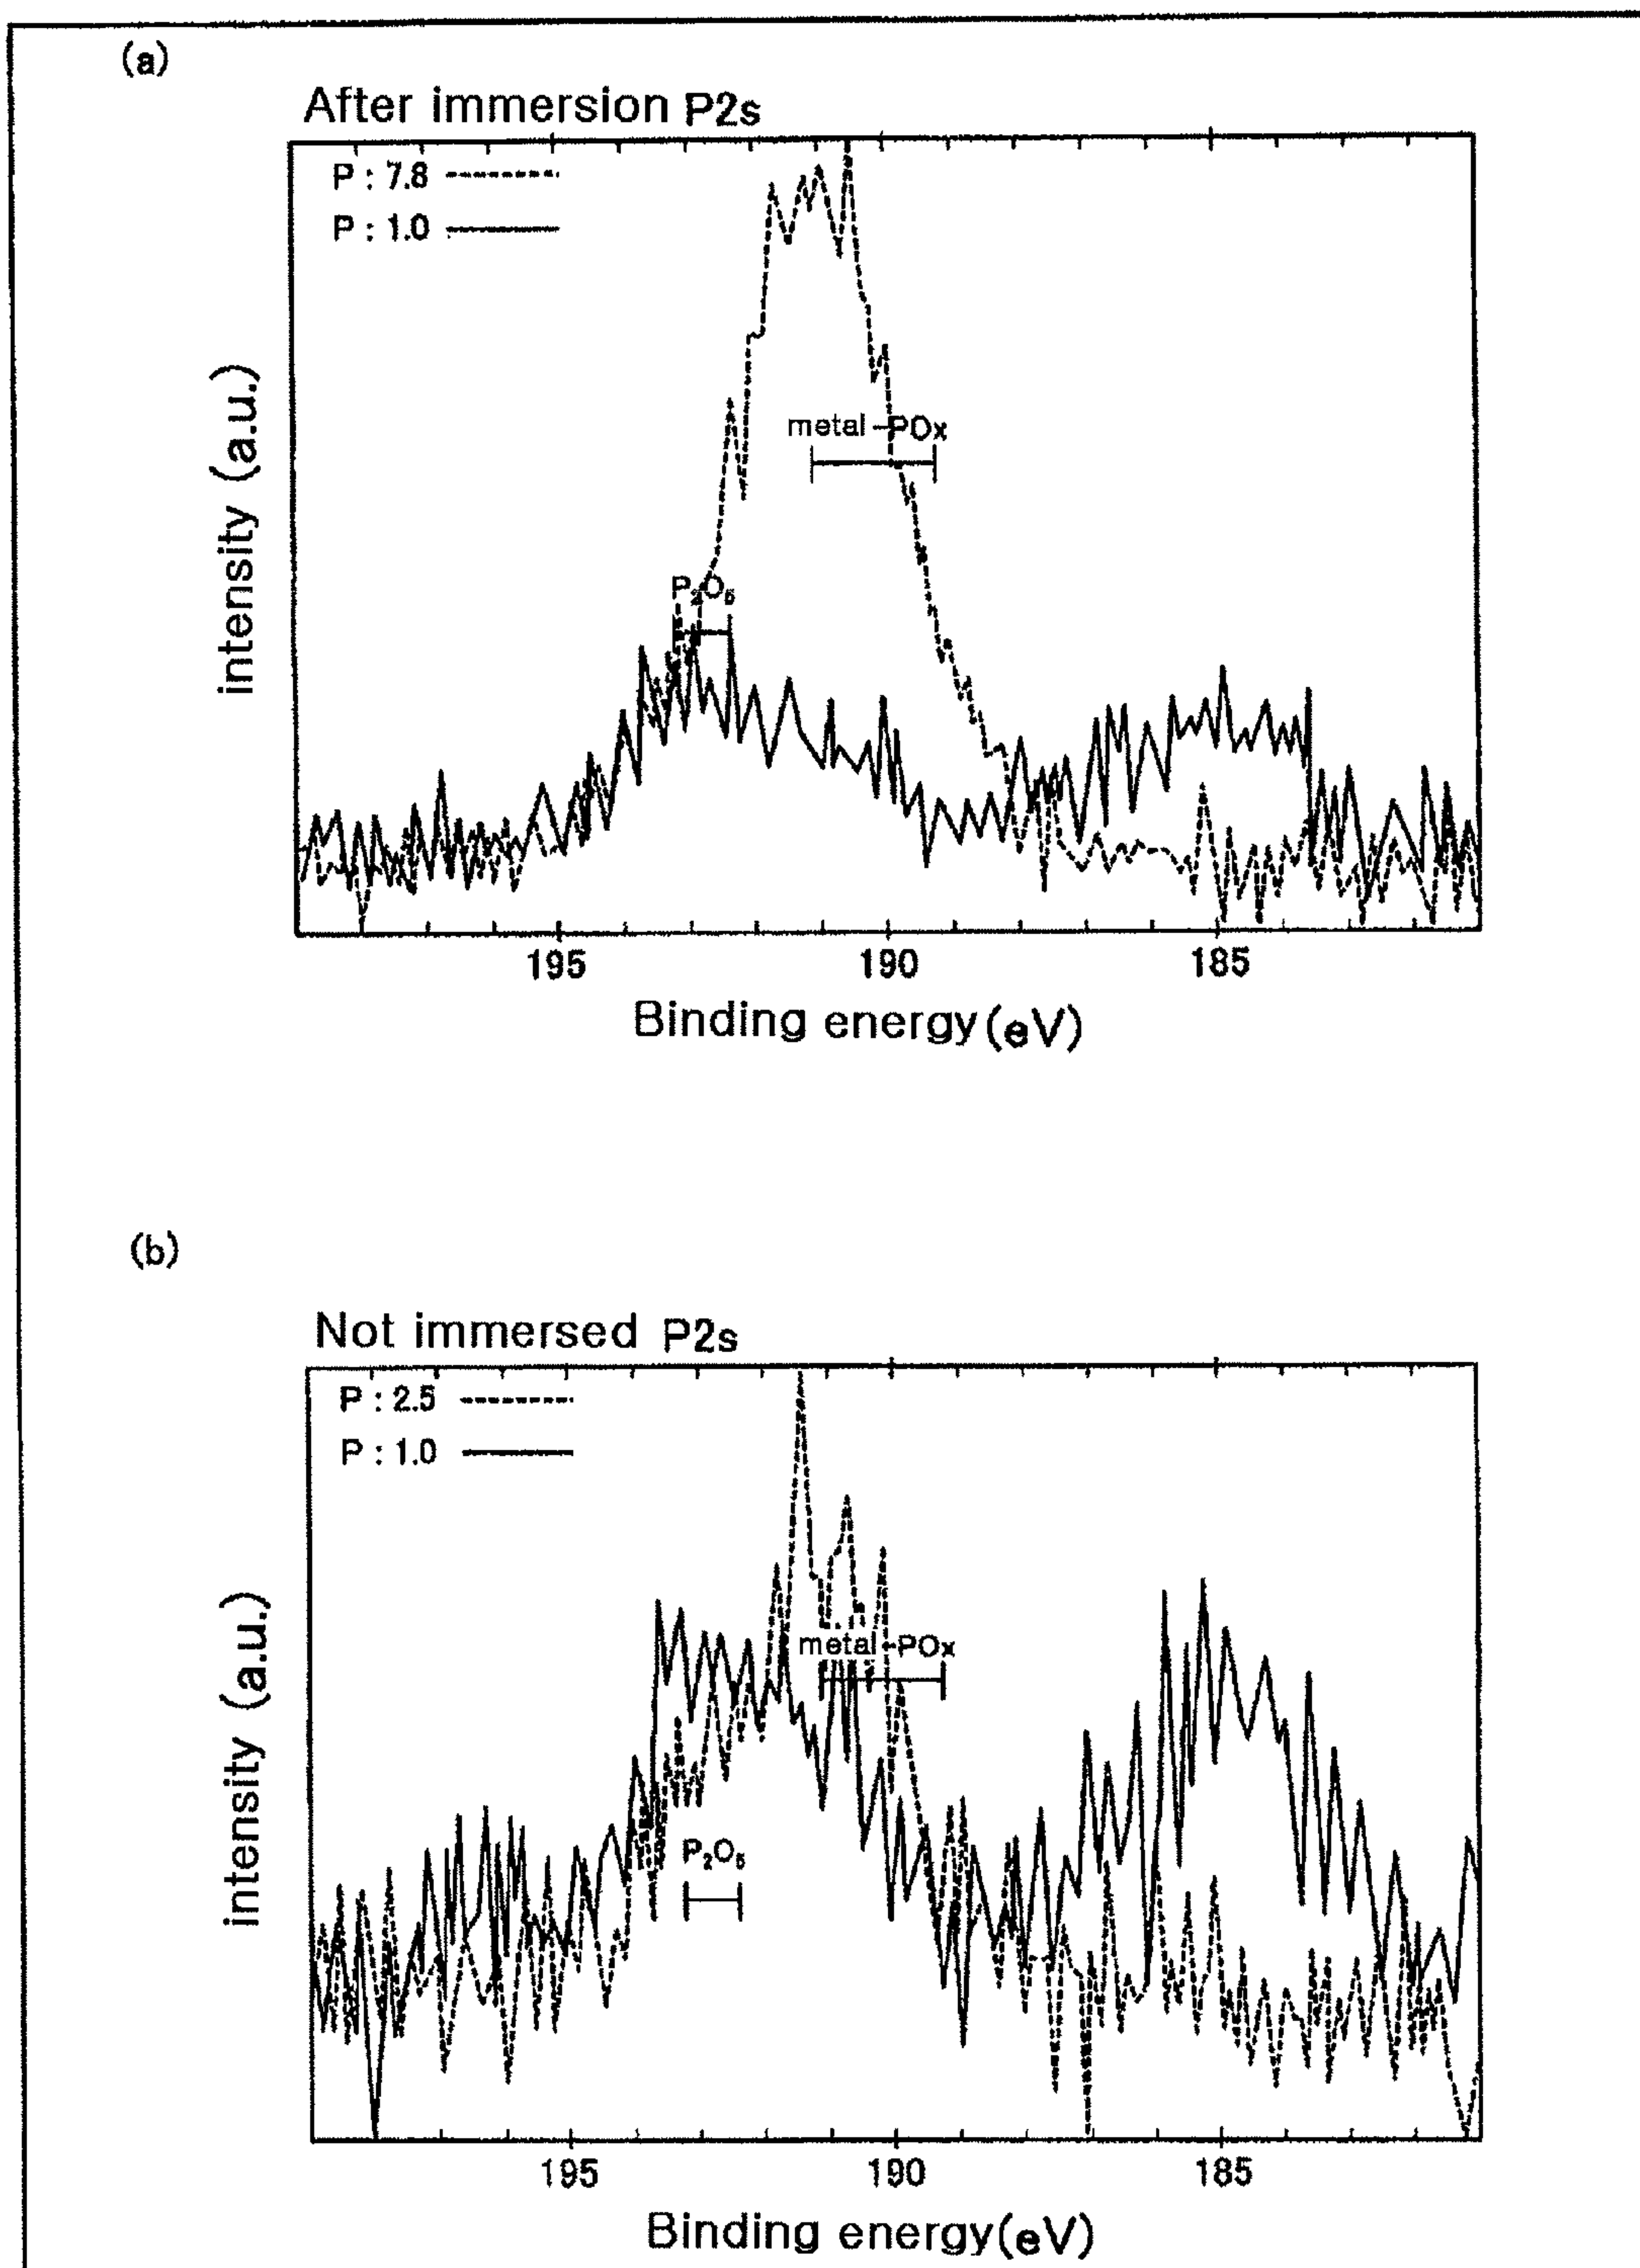 (a)
After immersion P2s
P : 7.8
P : 1.0
metal-POx
P₂O₅
intensity (a.u.)
195 190 185
Binding energy(eV)
(b)
Not immersed P2s
P : 2.5
P : 1.0
metal-POx
P₂O₅
intensity (a.u.)
195 190 185
Binding energy(eV)